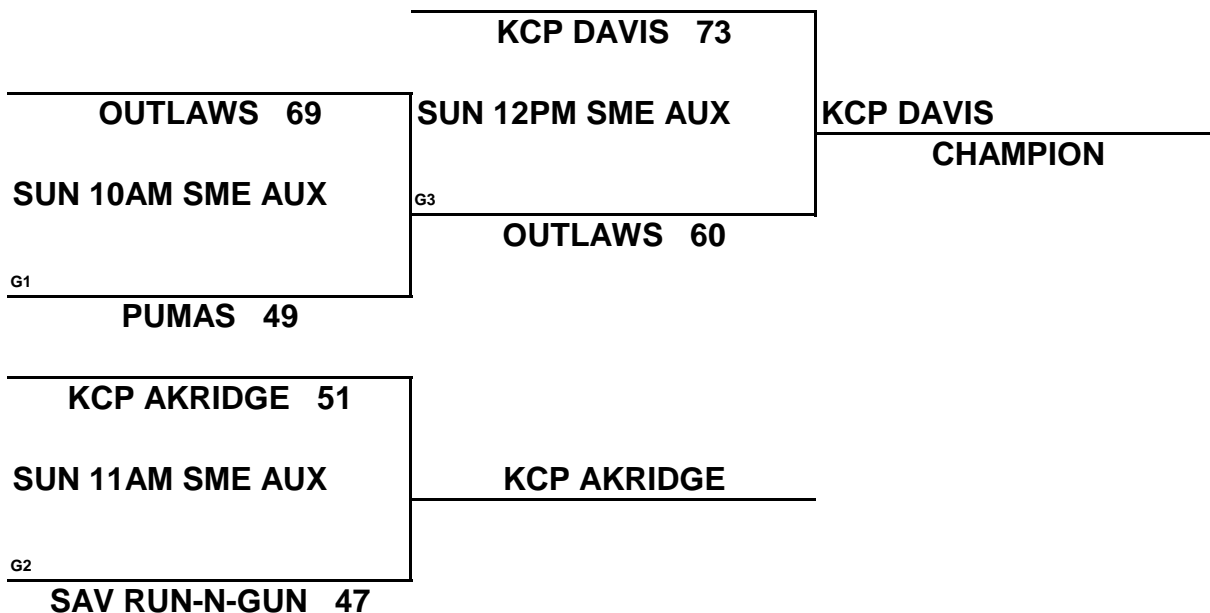 KCP DAVIS 73
OUTLAWS 69
SUN 12PM SME AUX
KCP DAVIS
CHAMPION
SUN 10AM SME AUX
G3
OUTLAWS 60
G1
PUMAS 49
KCP AKRIDGE 51
SUN 11AM SME AUX
KCP AKRIDGE
G2
SAV RUN-N-GUN 47